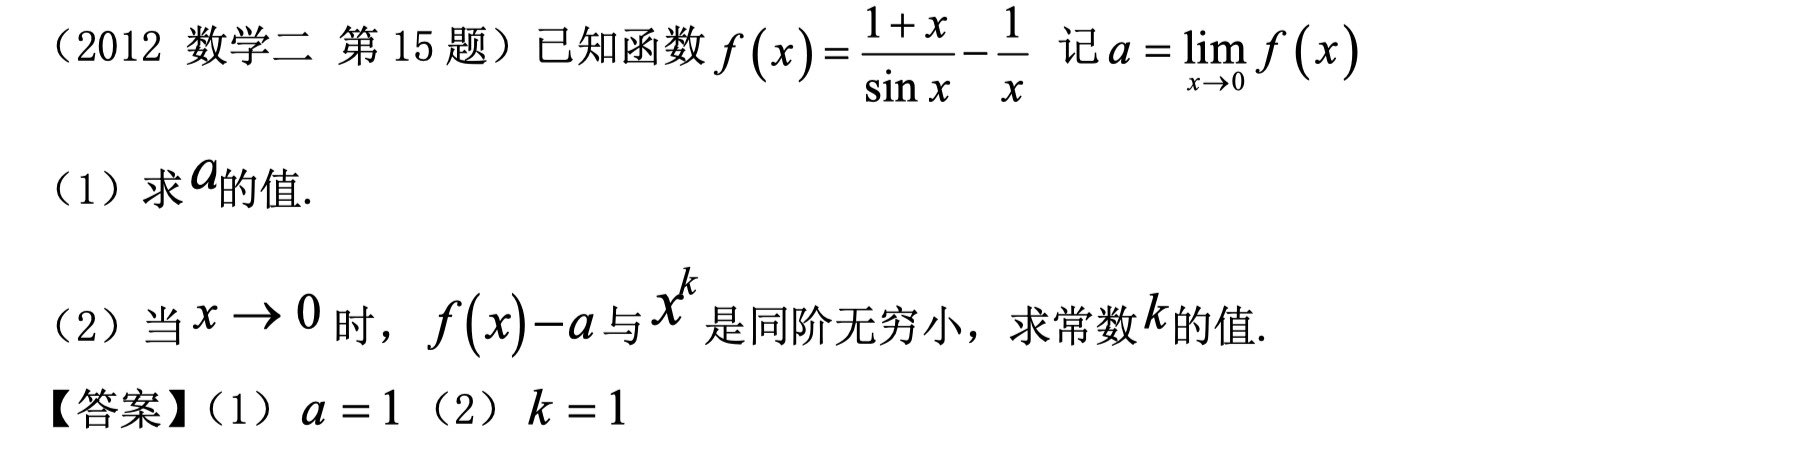 （2012 数学二 第 15 题）已知函数 f(x) = \frac{1+x}{\sin x} - \frac{1}{x} 记 a = \lim_{x \to 0} f(x)
（1）求 a 的值.
（2）当 x → 0 时，f(x) − a 与 x^k 是同阶无穷小，求常数 k 的值.
【答案】（1） a = 1 （2） k = 1